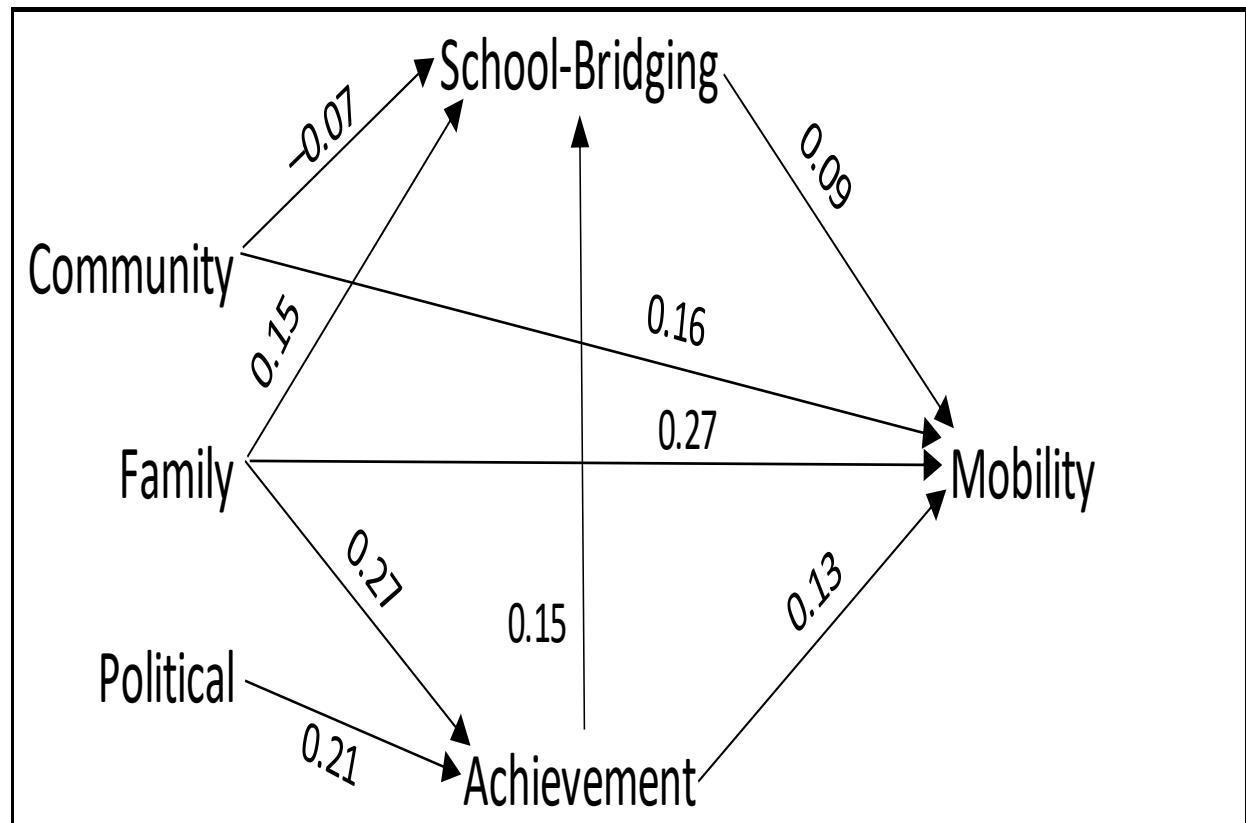 School-Bridging
–0.07
0.09
Community
0.15
0.16
0.27
Family
Mobility
0.27
0.13
0.15
Political
0.21
Achievement